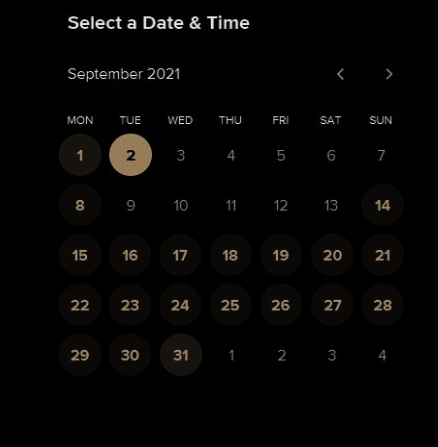 Select a Date & Time
September 2021
MON TUE WED THU FRI SAT SUN
1 2 3 4 5 6 7
8 9 10 11 12 13 14
15 16 17 18 19 20 21
22 23 24 25 26 27 28
29 30 31 1 2 3 4